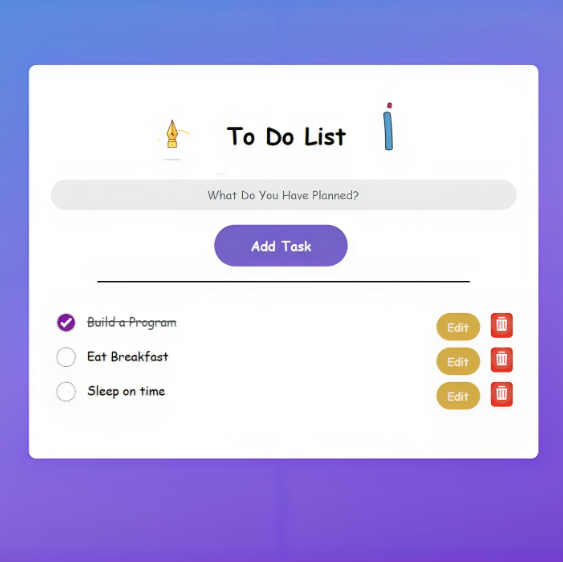 To Do List
What Do You Have Planned?
Add Task
Build a Program
Edit
Eat Breakfast
Edit
Sleep on time
Edit